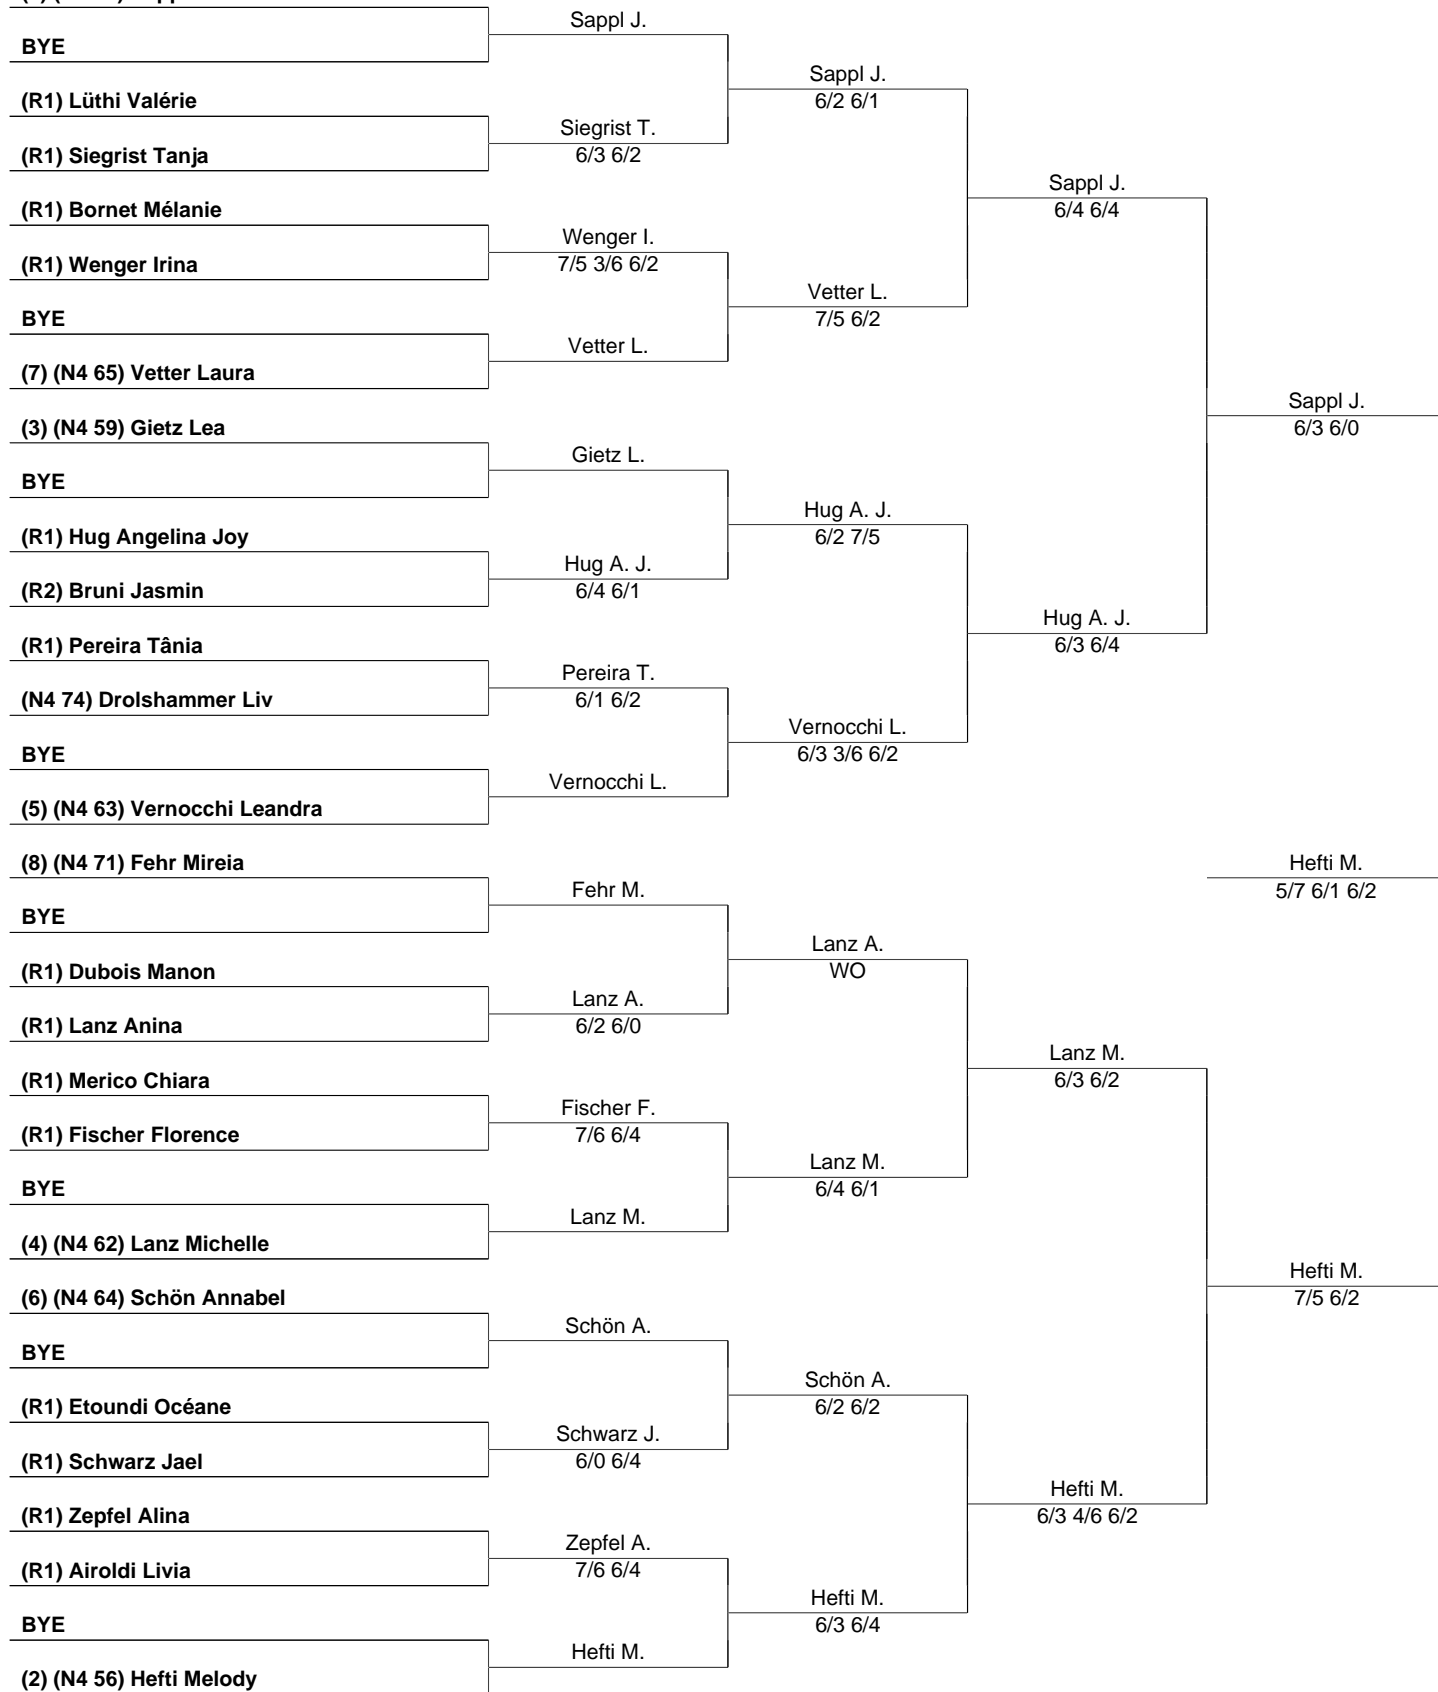 BYE
(R1) Lüthi Valérie
(R1) Siegrist Tanja
(R1) Bornet Mélanie
(R1) Wenger Irina
BYE
(7) (N4 65) Vetter Laura
(3) (N4 59) Gietz Lea
BYE
(R1) Hug Angelina Joy
(R2) Bruni Jasmin
(R1) Pereira Tânia
(N4 74) Drolshammer Liv
BYE
(5) (N4 63) Vernocchi Leandra
(8) (N4 71) Fehr Mireia
BYE
(R1) Dubois Manon
(R1) Lanz Anina
(R1) Merico Chiara
(R1) Fischer Florence
BYE
(4) (N4 62) Lanz Michelle
(6) (N4 64) Schön Annabel
BYE
(R1) Etoundi Océane
(R1) Schwarz Jael
(R1) Zepfel Alina
(R1) Airoldi Livia
BYE
(2) (N4 56) Hefti Melody
Sappl J.
Siegrist T.
6/3 6/2
Wenger I.
7/5 3/6 6/2
Vetter L.
Gietz L.
Hug A. J.
6/4 6/1
Pereira T.
6/1 6/2
Vernocchi L.
Fehr M.
Lanz A.
6/2 6/0
Fischer F.
7/6 6/4
Lanz M.
Schön A.
Schwarz J.
6/0 6/4
Zepfel A.
7/6 6/4
Hefti M.
Sappl J.
6/2 6/1
Vetter L.
7/5 6/2
Hug A. J.
6/2 7/5
Vernocchi L.
6/3 3/6 6/2
Lanz A.
WO
Lanz M.
6/4 6/1
Schön A.
6/2 6/2
Hefti M.
6/3 6/4
Sappl J.
6/4 6/4
Hug A. J.
6/3 6/4
Lanz M.
6/3 6/2
Hefti M.
6/3 4/6 6/2
Sappl J.
6/3 6/0
Hefti M.
5/7 6/1 6/2
Hefti M.
7/5 6/2